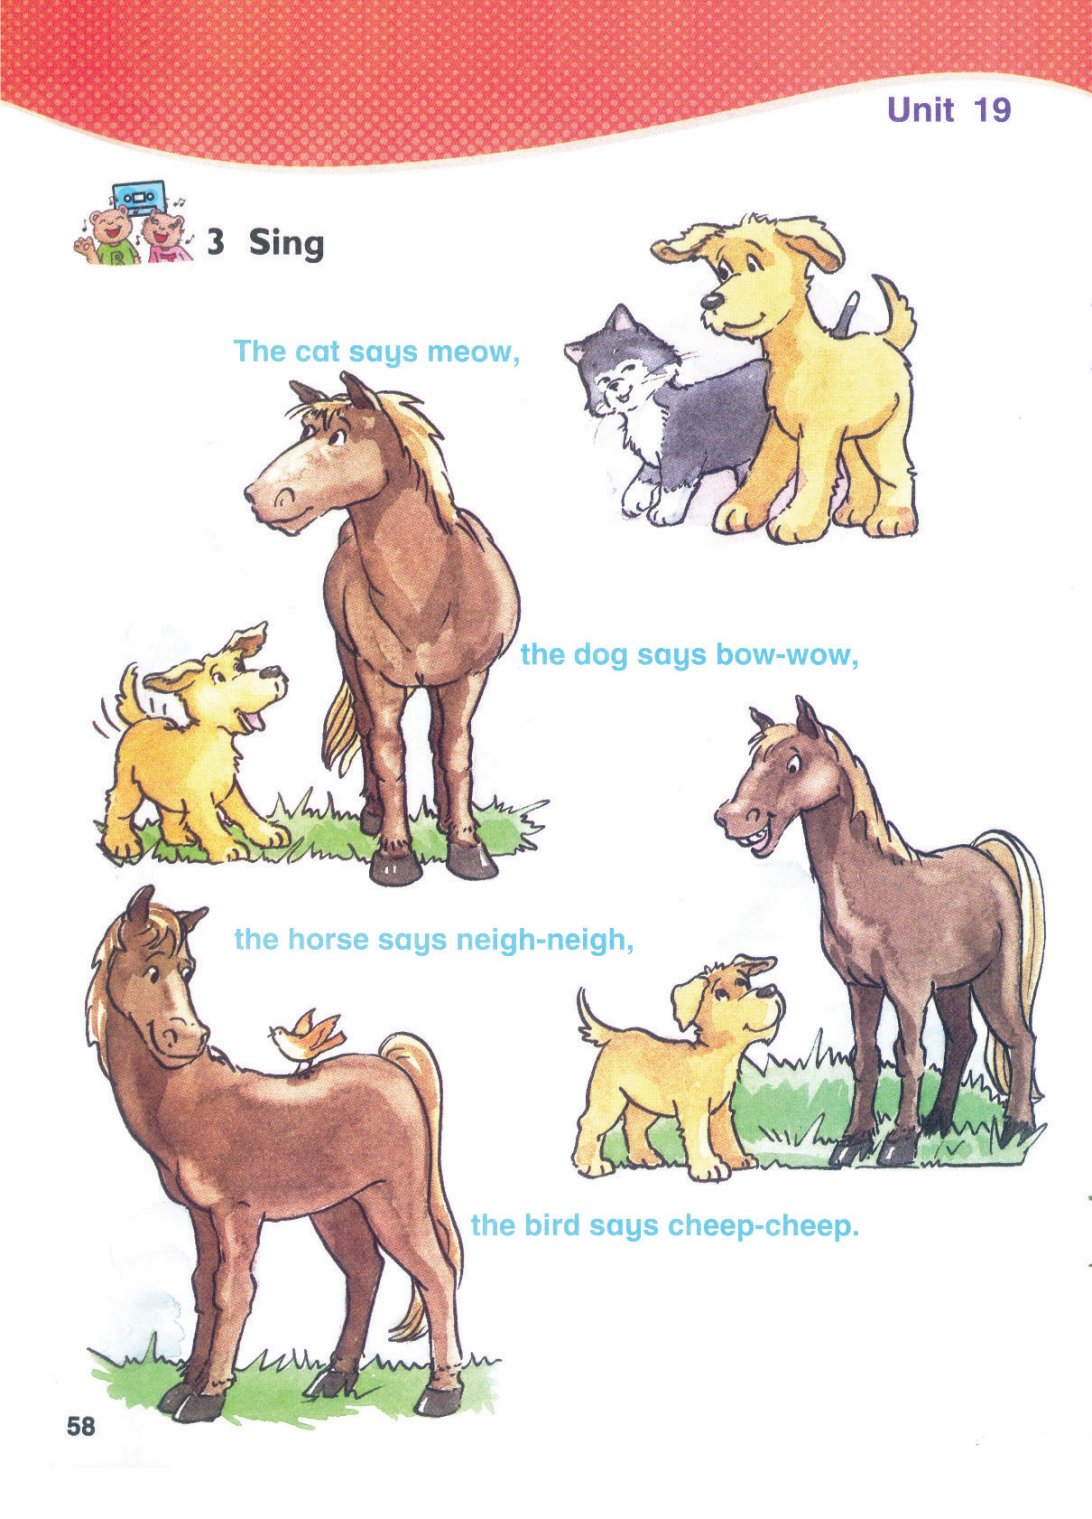 Unit 19
3 Sing
The cat says meow,
the dog says bow-wow,
the horse says neigh-neigh,
the bird says cheep-cheep.
58